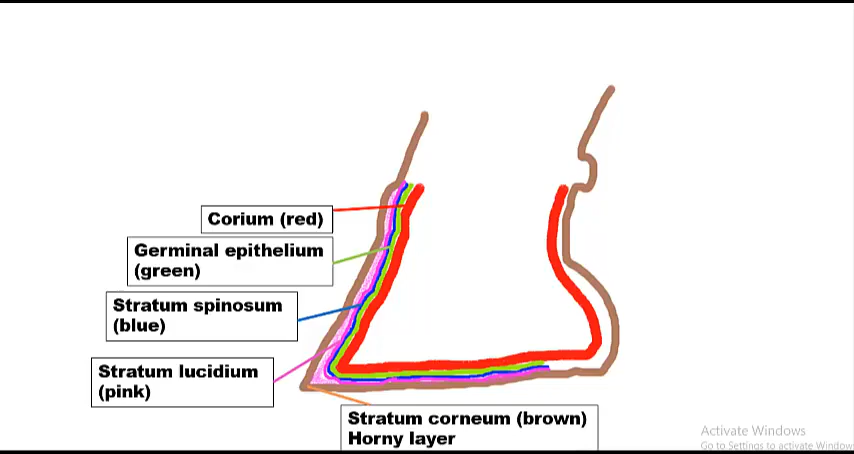 Corium (red)
Germinal epithelium
(green)
Stratum spinosum
(blue)
Stratum lucidium
(pink)
Stratum corneum (brown)
Horny layer
Activate Windows
Go to Settings to activate Windows